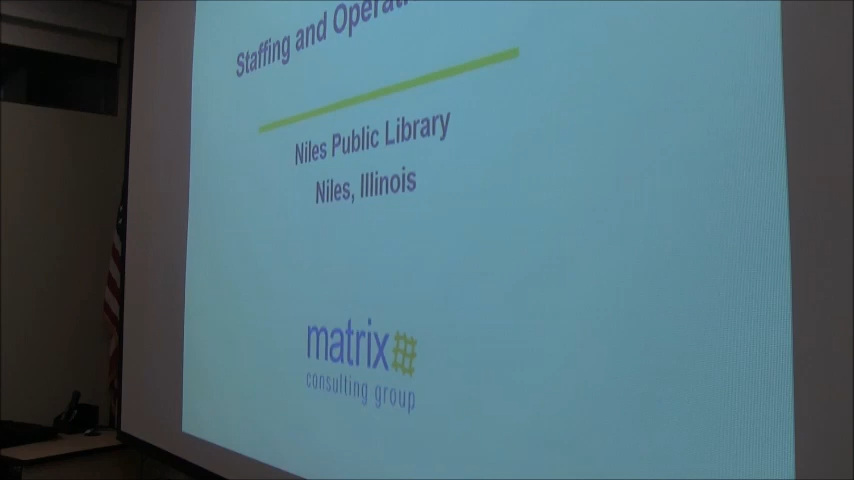 Staffing and
Niles Public Library
Niles, Illinois
matrix
consulting group